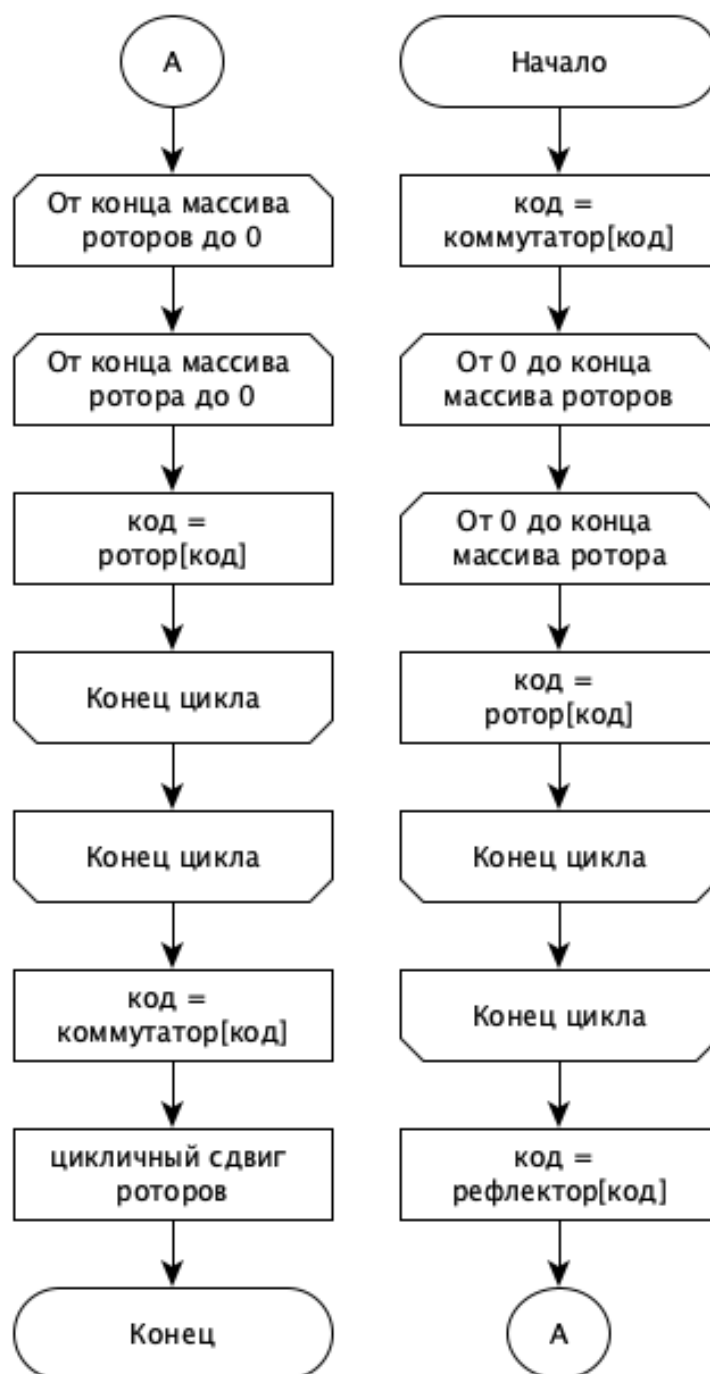 А
От конца массива
роторов до 0
От конца массива
ротора до 0
код =
ротор[код]
Конец цикла
Конец цикла
код =
коммутатор[код]
цикличный сдвиг
роторов
Конец
Начало
код =
коммутатор[код]
От 0 до конца
массива роторов
От 0 до конца
массива ротора
код =
ротор[код]
Конец цикла
Конец цикла
код =
рефлектор[код]
А